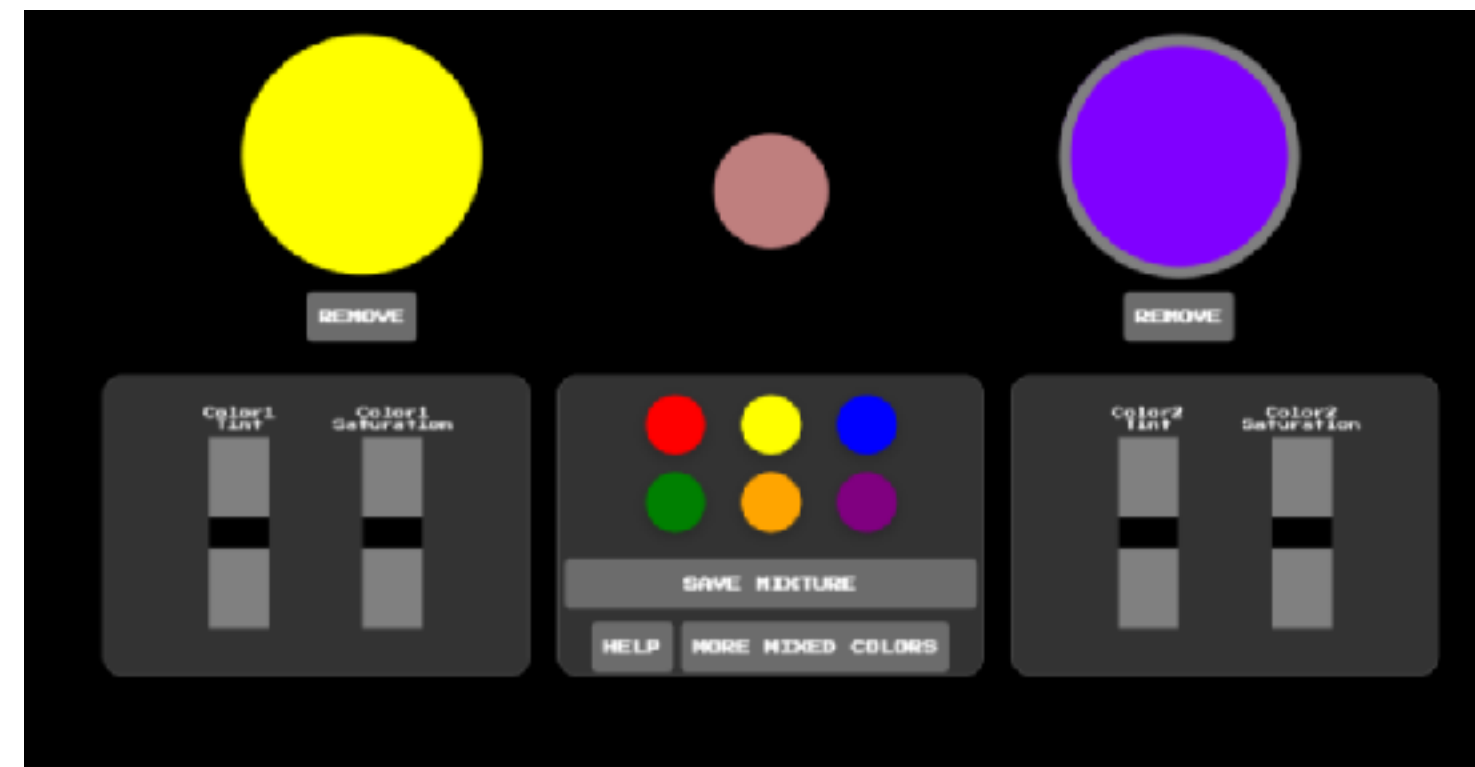 REMOVE
REMOVE
Color1
Tint
Color1
Saturation
SAVE MIXTURE
HELP
MORE MIXED COLORS
Color2
Tint
Color2
Saturation